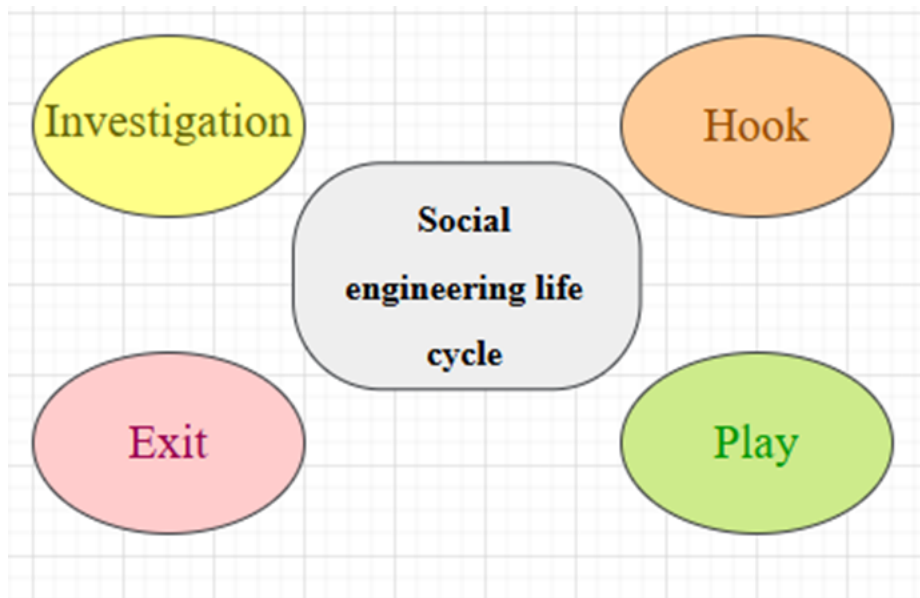 Investigation
Hook
Social
engineering life
cycle
Exit
Play